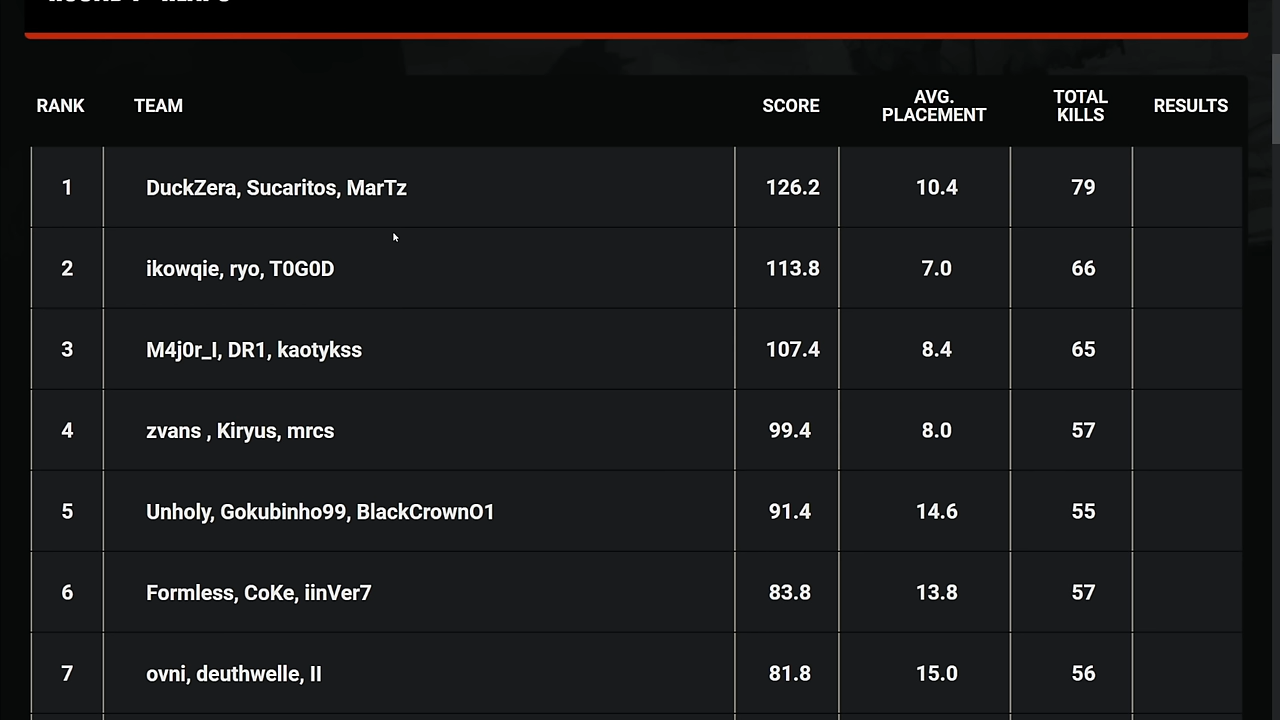 RANK TEAM SCORE AVG. PLACEMENT TOTAL KILLS RESULTS
1 DuckZera, Sucaritos, MarTz 126.2 10.4 79
2 ikowqie, ryo, T0G0D 113.8 7.0 66
3 M4j0r_I, DR1, kaotykss 107.4 8.4 65
4 zvans , Kiryus, mrcs 99.4 8.0 57
5 Unholy, Gokubinho99, BlackCrownO1 91.4 14.6 55
6 Formless, CoKe, iinVer7 83.8 13.8 57
7 ovni, deuthwelle, II 81.8 15.0 56